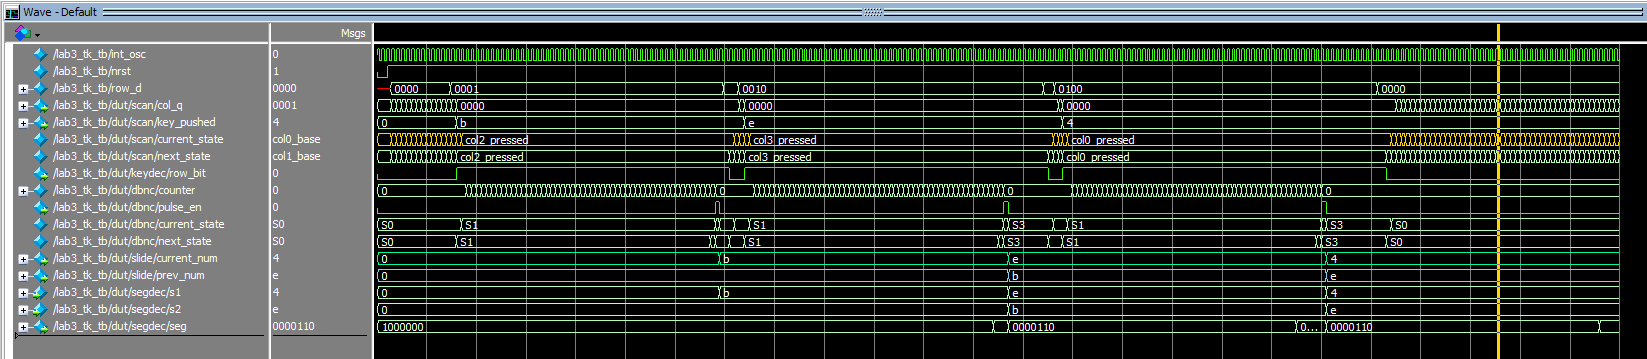 Wave - Default
Msgs
/lab3_tk_tb/int_osc 0
/lab3_tk_tb/nrst 1
/lab3_tk_tb/row_d 0000 0000 0001 0010 0100 0000
/lab3_tk_tb/dut/scan/col_q 0001 0000 0000 0000
/lab3_tk_tb/dut/scan/key_pushed 4 0 b e 4
/lab3_tk_tb/dut/scan/current_state col0_base col2_pressed col3_pressed col0_pressed
/lab3_tk_tb/dut/scan/next_state col1_base col2_pressed col3_pressed col0_pressed
/lab3_tk_tb/dut/keydec/row_bit 0
/lab3_tk_tb/dut/dbnc/counter 0 0 0 0 0
/lab3_tk_tb/dut/dbnc/pulse_en 0
/lab3_tk_tb/dut/dbnc/current_state S0 S0 S1 S1 S3 S1 S3 S0
/lab3_tk_tb/dut/dbnc/next_state S0 S0 S1 S1 S3 S1 S3 S0
/lab3_tk_tb/dut/slide/current_num 4 0 b e 4
/lab3_tk_tb/dut/slide/prev_num e 0 b e
/lab3_tk_tb/dut/segdec/s1 4 0 b e 4
/lab3_tk_tb/dut/segdec/s2 e 0 b e
/lab3_tk_tb/dut/segdec/seg 0000110 1000000 0000110 0... 0000110